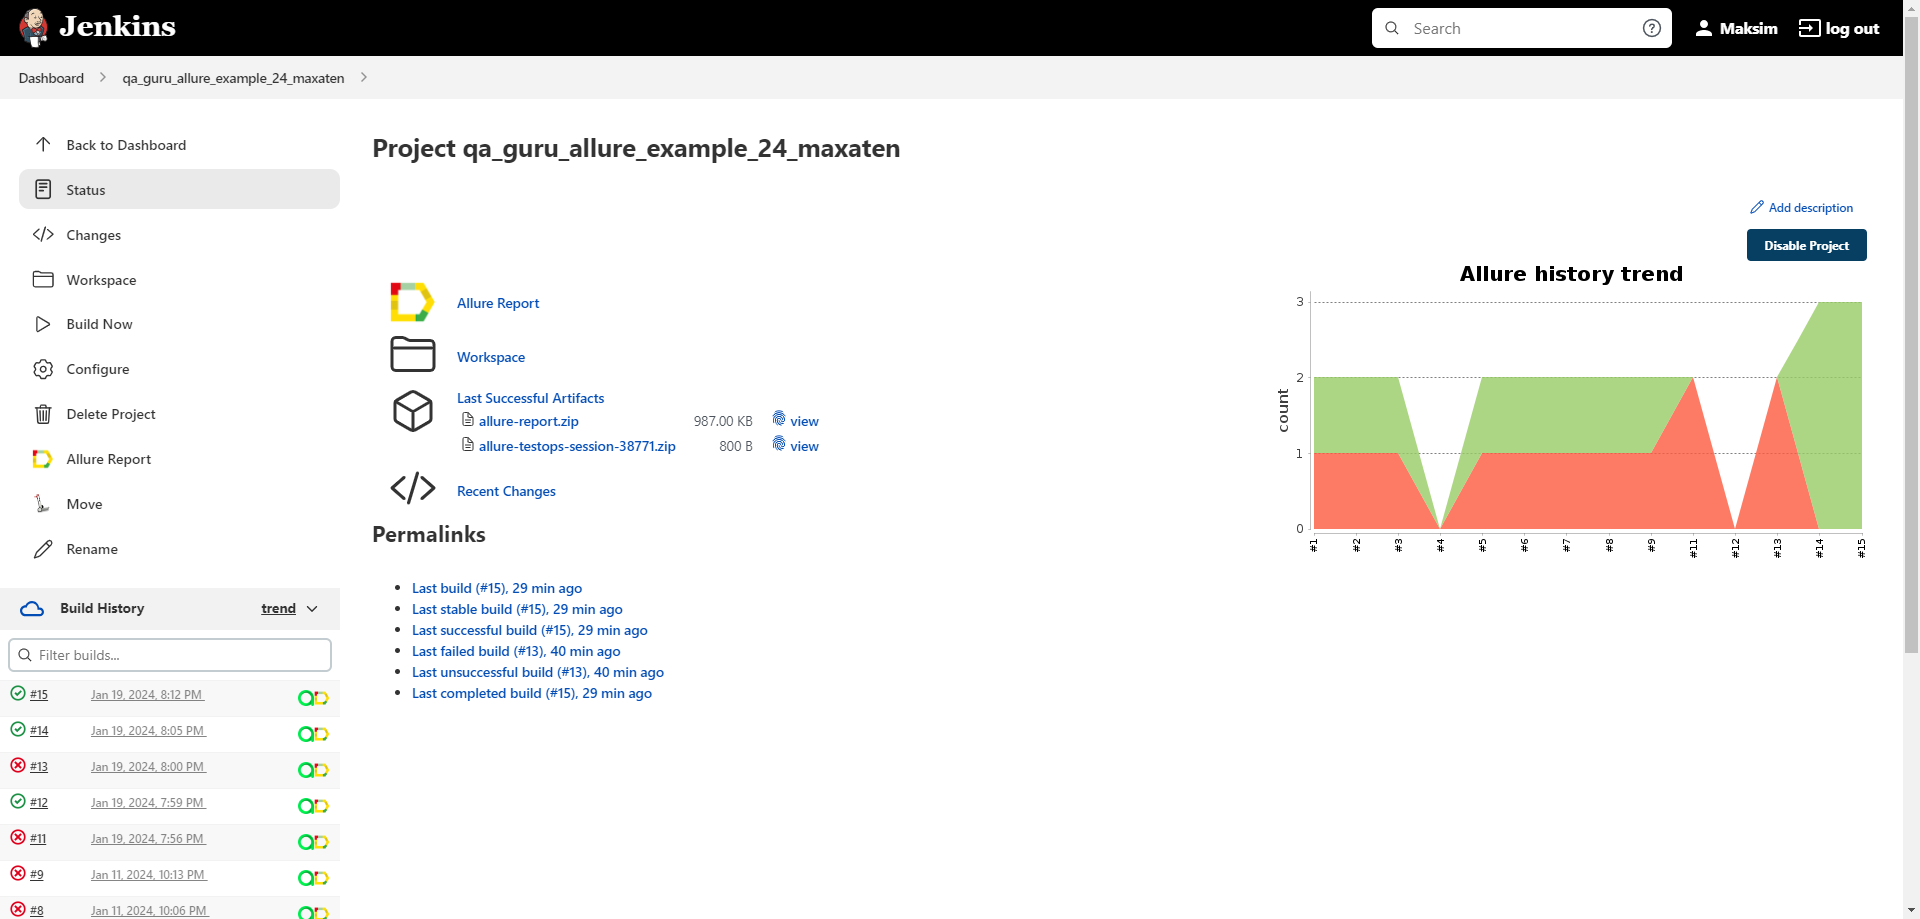 Jenkins
Search
Maksim
log out
Dashboard
qa_guru_allure_example_24_maxaten
Back to Dashboard
Status
Changes
Workspace
Build Now
Configure
Delete Project
Allure Report
Move
Rename
Build History
trend
Filter builds...
#15 Jan 19, 2024, 8:12 PM
#14 Jan 19, 2024, 8:05 PM
#13 Jan 19, 2024, 8:00 PM
#12 Jan 19, 2024, 7:59 PM
#11 Jan 19, 2024, 7:56 PM
#9 Jan 11, 2024, 10:13 PM
#8 Jan 11, 2024, 10:06 PM
Project qa_guru_allure_example_24_maxaten
Add description
Disable Project
Allure Report
Workspace
Last Successful Artifacts
allure-report.zip 987.00 KB view
allure-testops-session-38771.zip 800 B view
Recent Changes
Permalinks
Last build (#15), 29 min ago
Last stable build (#15), 29 min ago
Last successful build (#15), 29 min ago
Last failed build (#13), 40 min ago
Last unsuccessful build (#13), 40 min ago
Last completed build (#15), 29 min ago
Allure history trend
count
3
2
1
0
#1
#2
#3
#4
#5
#6
#7
#8
#9
#11
#12
#13
#14
#15